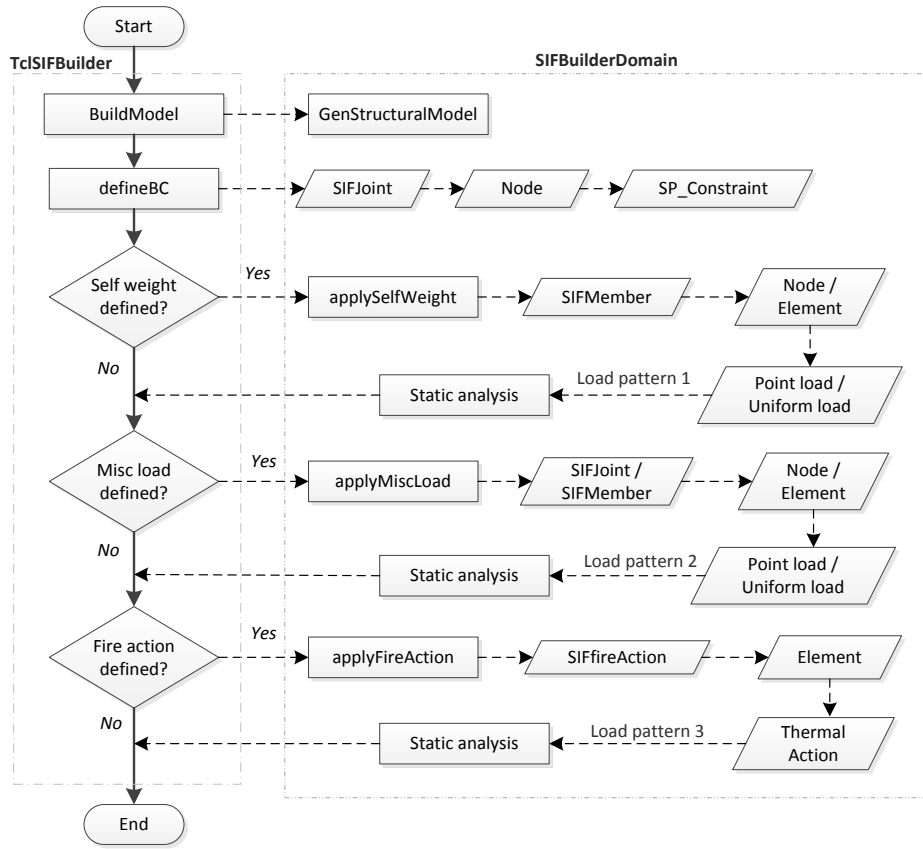 Start
TclSIFBuilder
SIFBuilderDomain
BuildModel
GenStructuralModel
defineBC
SIFJoint
Node
SP_Constraint
Self weight
defined?
Yes
applySelfWeight
SIFMember
Node /
Element
No
Static analysis
Load pattern 1
Point load /
Uniform load
Misc load
defined?
Yes
applyMiscLoad
SIFJoint /
SIFMember
Node /
Element
No
Static analysis
Load pattern 2
Point load /
Uniform load
Fire action
defined?
Yes
applyFireAction
SIFfireAction
Element
No
Static analysis
Load pattern 3
Thermal
Action
End